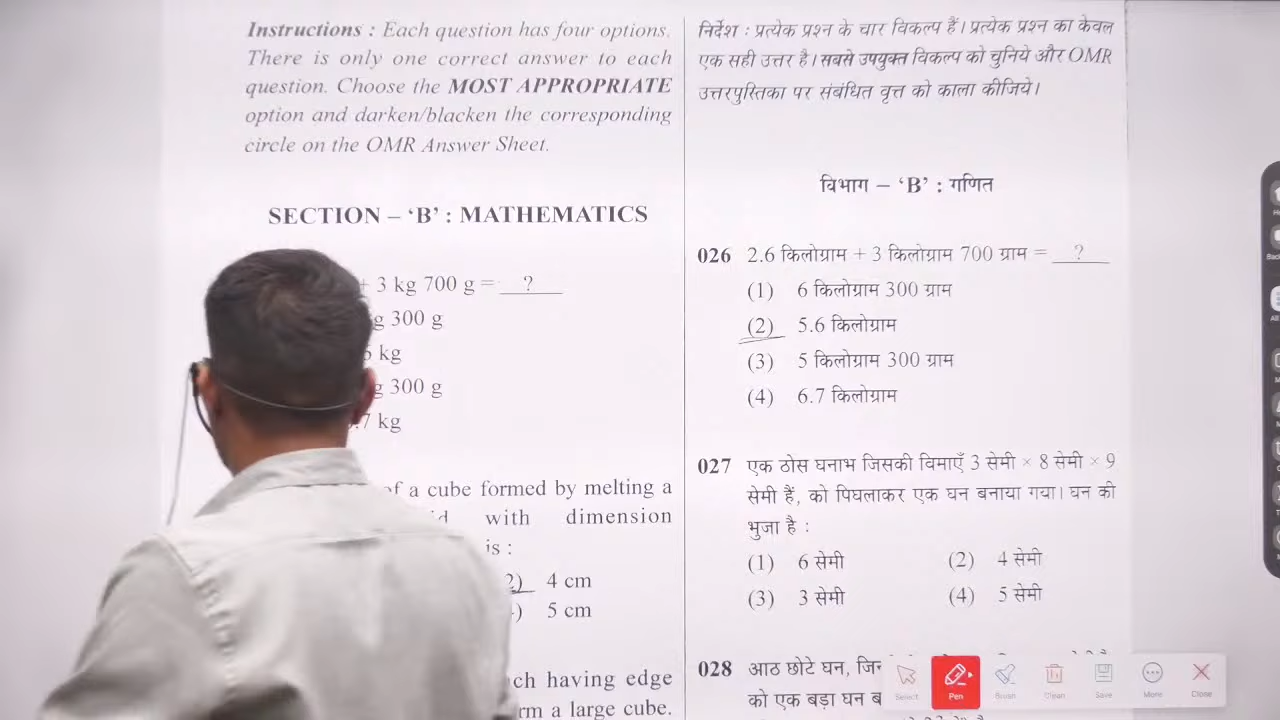 Instructions : Each question has four options.
There is only one correct answer to each
question. Choose the MOST APPROPRIATE
option and darken/blacken the corresponding
circle on the OMR Answer Sheet.
SECTION – ‘B’ : MATHEMATICS
+ 3 kg 700 g = ?
g 300 g
kg
g 300 g
.7 kg
of a cube formed by melting a
with dimension
is :
2) 4 cm
) 5 cm
ch having edge
rm a large cube.
निर्देश : प्रत्येक प्रश्न के चार विकल्प हैं। प्रत्येक प्रश्न का केवल
एक सही उत्तर है। सबसे उपयुक्त विकल्प को चुनिये और OMR
उत्तरपुस्तिका पर संबंधित वृत्त को काला कीजिये।
विभाग – ‘B’ : गणित
026 2.6 किलोग्राम + 3 किलोग्राम 700 ग्राम = ?
(1) 6 किलोग्राम 300 ग्राम
(2) 5.6 किलोग्राम
(3) 5 किलोग्राम 300 ग्राम
(4) 6.7 किलोग्राम
027 एक ठोस घनाभ जिसकी विमाएँ 3 सेमी × 8 सेमी × 9
सेमी हैं, को पिघलाकर एक घन बनाया गया। घन की
भुजा है :
(1) 6 सेमी (2) 4 सेमी
(3) 3 सेमी (4) 5 सेमी
028 आठ छोटे घन,
को एक बड़ा घन
Select Pen Brush Clean Save More Close